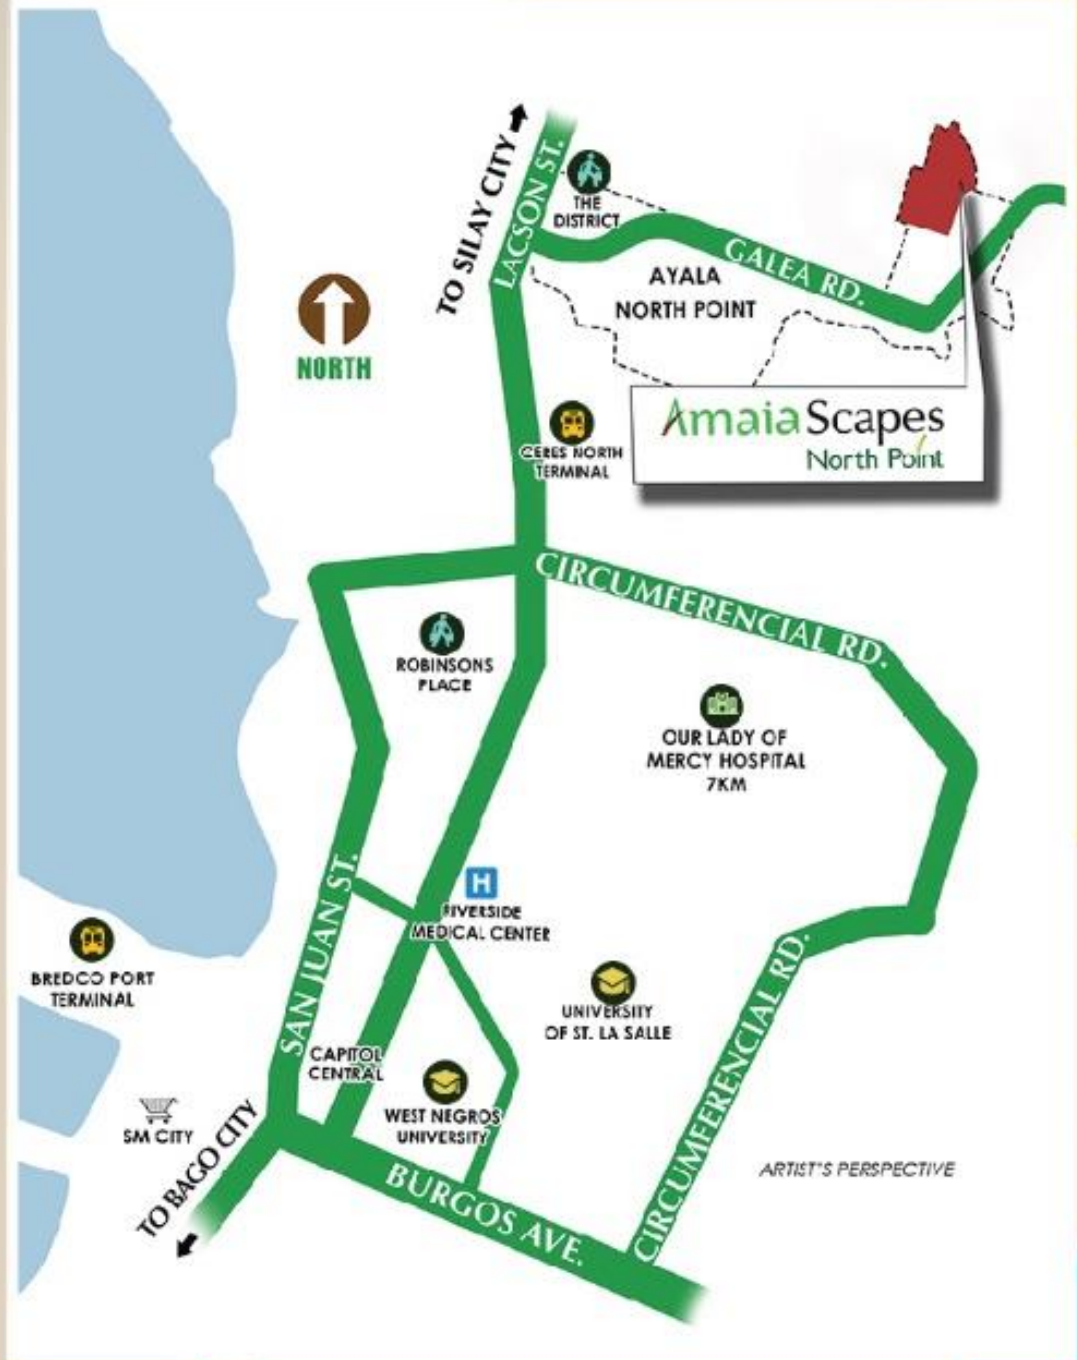 TO SILAY CITY
LACSON ST.
THE
DISTRICT
GALEA RD.
AYALA
NORTH POINT
NORTH
Amaia Scapes
North Point
CERES NORTH
TERMINAL
CIRCUMFERENCIAL RD.
ROBINSONS
PLACE
OUR LADY OF
MERCY HOSPITAL
7KM
H
RIVERSIDE
MEDICAL CENTER
SAN JUAN ST.
BREDCO PORT
TERMINAL
UNIVERSITY
OF ST. LA SALLE
CIRCUMFERENCIAL RD.
CAPITOL
CENTRAL
WEST NEGROS
UNIVERSITY
SM CITY
TO BAGO CITY
BURGOS AVE.
ARTIST'S PERSPECTIVE